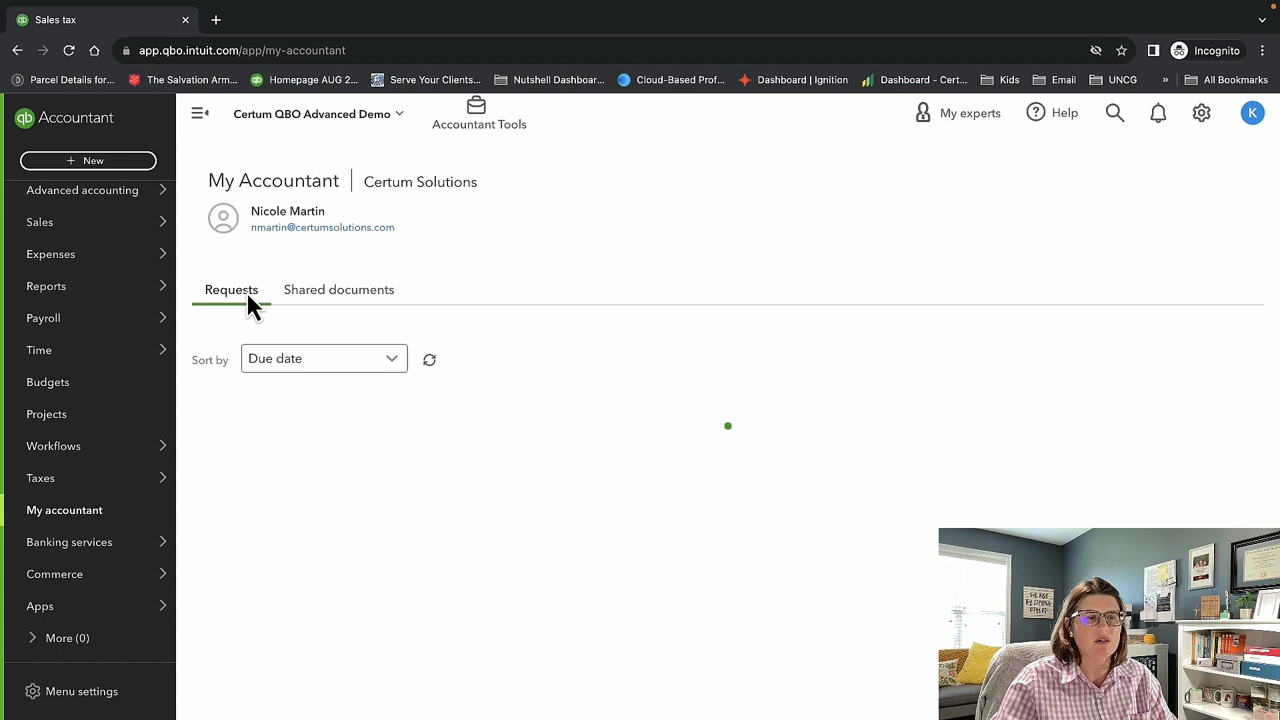 Sales tax
app.qbo.intuit.com/app/my-accountant
Incognito
Parcel Details for...
The Salvation Arm...
Homepage AUG 2...
Serve Your Clients...
Nutshell Dashboar...
Cloud-Based Prof...
Dashboard | Ignition
Dashboard - Cert...
Kids
Email
UNCG
»
All Bookmarks
qb Accountant
Certum QBO Advanced Demo
Accountant Tools
My experts
Help
K
+ New
Advanced accounting
Sales
Expenses
Reports
Payroll
Time
Budgets
Projects
Workflows
Taxes
My accountant
Banking services
Commerce
Apps
More (0)
Menu settings
My Accountant | Certum Solutions
Nicole Martin
nmartin@certumsolutions.com
Requests
Shared documents
Sort by
Due date